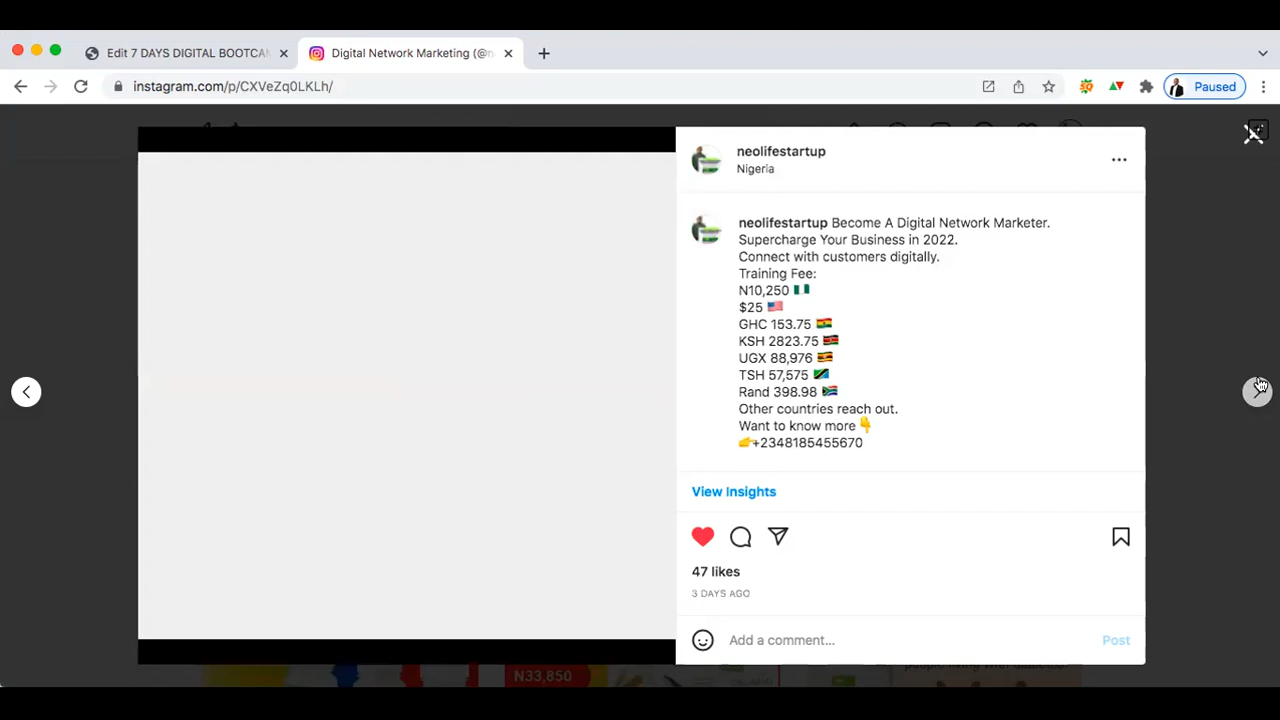 Edit 7 DAYS DIGITAL BOOTCAM
Digital Network Marketing (@n
instagram.com/p/CXVeZq0LKLh/
Paused
neolifestartup
Nigeria
neolifestartup Become A Digital Network Marketer.
Supercharge Your Business in 2022.
Connect with customers digitally.
Training Fee:
N10,250 🇳🇬
$25 🇺🇸
GHC 153.75 🇬🇭
KSH 2823.75 🇰🇪
UGX 88,976 🇺🇬
TSH 57,575 🇹🇿
Rand 398.98 🇿🇦
Other countries reach out.
Want to know more👇
👉+2348185455670
View Insights
47 likes
3 DAYS AGO
Add a comment... Post
N33,850